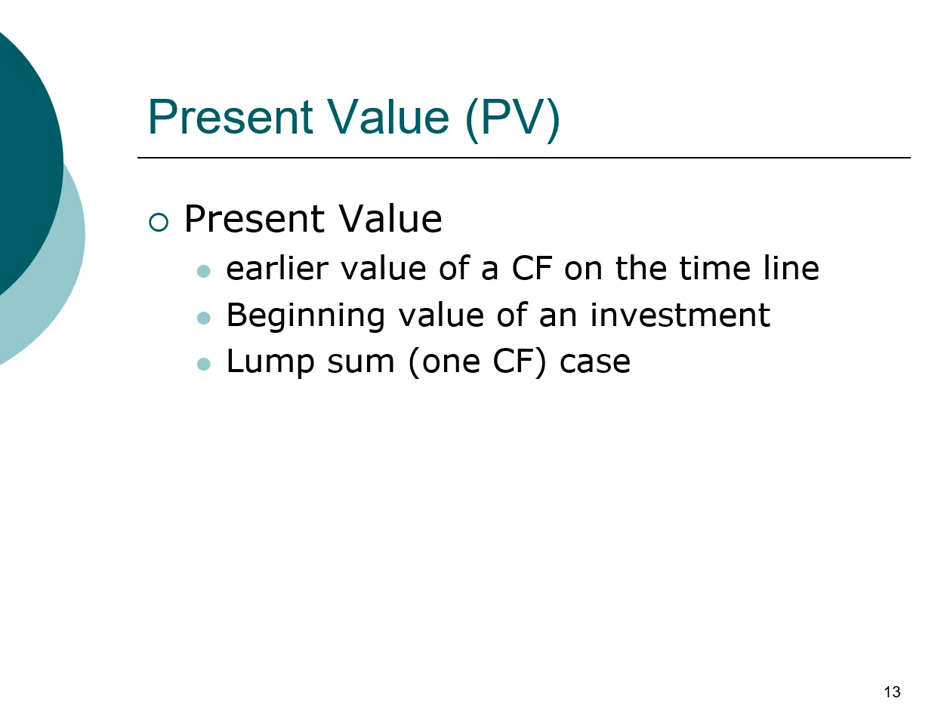 Present Value (PV)
Present Value
earlier value of a CF on the time line
Beginning value of an investment
Lump sum (one CF) case
13